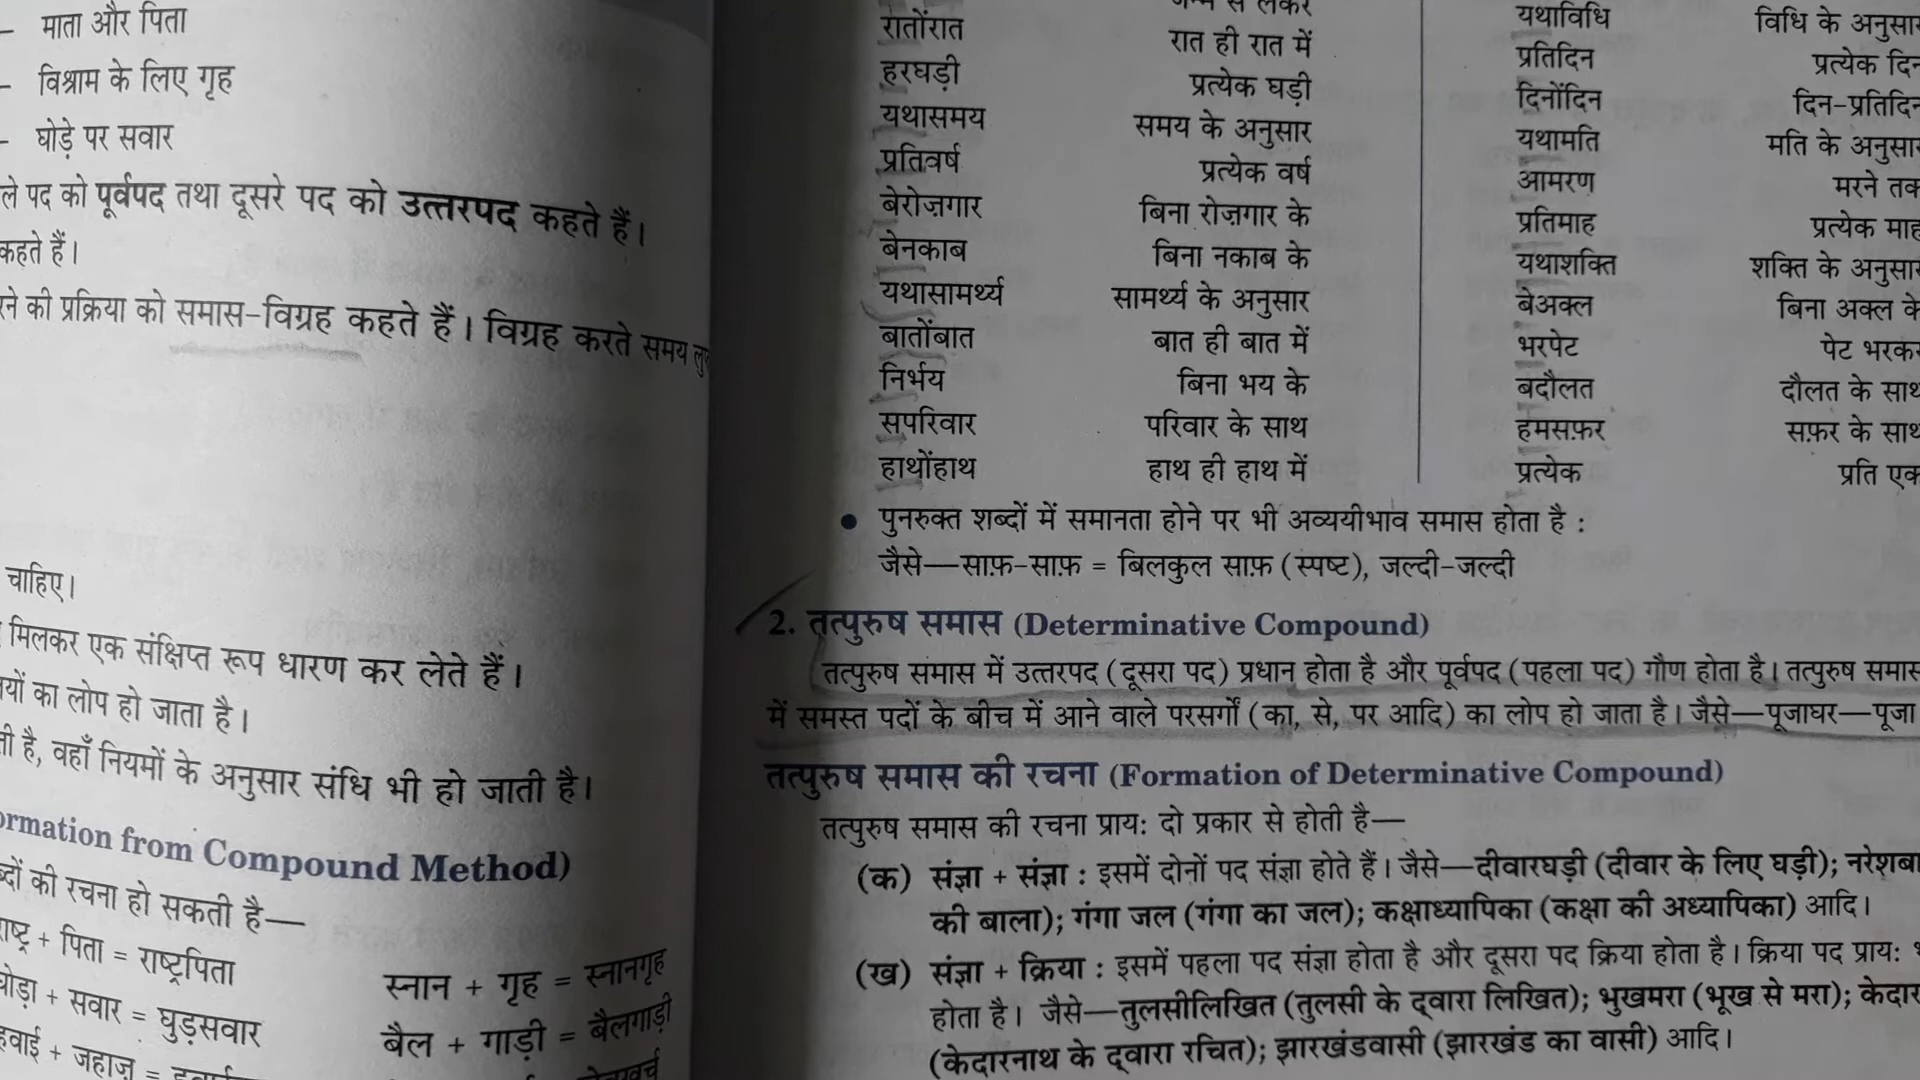 – माता और पिता
– विश्राम के लिए गृह
– घोड़े पर सवार
पद को पूर्वपद तथा दूसरे पद को उत्तरपद कहते हैं।
कहते हैं।
की प्रक्रिया को समास-विग्रह कहते हैं। विग्रह करते समय
चाहिए।
मिलकर एक संक्षिप्त रूप धारण कर लेते हैं।
का लोप हो जाता है।
है, वहाँ नियमों के अनुसार संधि भी हो जाती है।
from Compound Method)
की रचना हो सकती है—
+ पिता = राष्ट्रपिता
स्नान + गृह = स्नानगृह
+ सवार = घुड़सवार
बैल + गाड़ी = बैलगाड़ी
+ जहाज़ =
से लेकर
रातोंरात रात ही रात में
हरघड़ी प्रत्येक घड़ी
यथासमय समय के अनुसार
प्रतिवर्ष प्रत्येक वर्ष
बेरोज़गार बिना रोज़गार के
बेनकाब बिना नकाब के
यथासामर्थ्य सामर्थ्य के अनुसार
बातोंबात बात ही बात में
निर्भय बिना भय के
सपरिवार परिवार के साथ
हाथोंहाथ हाथ ही हाथ में
यथाविधि विधि के अनुसार
प्रतिदिन प्रत्येक दिन
दिनोंदिन दिन-प्रतिदिन
यथामति मति के अनुसार
आमरण मरने तक
प्रतिमाह प्रत्येक माह
यथाशक्ति शक्ति के अनुसार
बेअक्ल बिना अक्ल के
भरपेट पेट भरकर
बदौलत दौलत के साथ
हमसफ़र सफ़र के साथ
प्रत्येक प्रति एक
• पुनरुक्त शब्दों में समानता होने पर भी अव्ययीभाव समास होता है :
जैसे—साफ़-साफ़ = बिलकुल साफ़ (स्पष्ट), जल्दी-जल्दी
2. तत्पुरुष समास (Determinative Compound)
तत्पुरुष समास में उत्तरपद (दूसरा पद) प्रधान होता है और पूर्वपद (पहला पद) गौण होता है। तत्पुरुष समास
में समस्त पदों के बीच में आने वाले परसर्गों (का, से, पर आदि) का लोप हो जाता है। जैसे—पूजाघर—पूजा
तत्पुरुष समास की रचना (Formation of Determinative Compound)
तत्पुरुष समास की रचना प्रायः दो प्रकार से होती है—
(क) संज्ञा + संज्ञा : इसमें दोनों पद संज्ञा होते हैं। जैसे—दीवारघड़ी (दीवार के लिए घड़ी);
की बाला); गंगा जल (गंगा का जल); कक्षाध्यापिका (कक्षा की अध्यापिका) आदि।
(ख) संज्ञा + क्रिया : इसमें पहला पद संज्ञा होता है और दूसरा पद क्रिया होता है। क्रिया पद प्रायः
होता है। जैसे—तुलसीलिखित (तुलसी के द्वारा लिखित); भुखमरा (भूख से मरा);
(केदारनाथ के द्वारा रचित); झारखंडवासी (झारखंड का वासी) आदि।